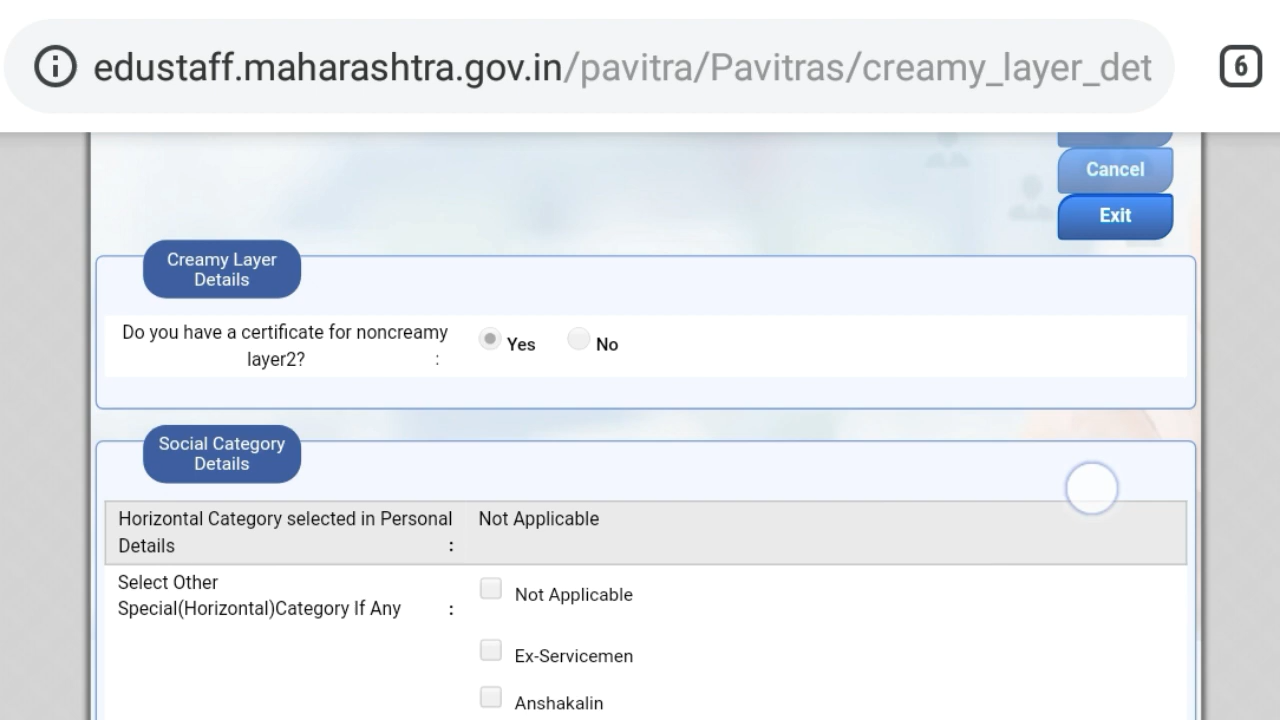 edustaff.maharashtra.gov.in/pavitra/Pavitras/creamy_layer_det
6
Cancel
Exit
Creamy Layer
Details
Do you have a certificate for noncreamy
layer2? :
Yes No
Social Category
Details
Horizontal Category selected in Personal
Details :
Not Applicable
Select Other
Special(Horizontal)Category If Any :
Not Applicable
Ex-Servicemen
Anshakalin